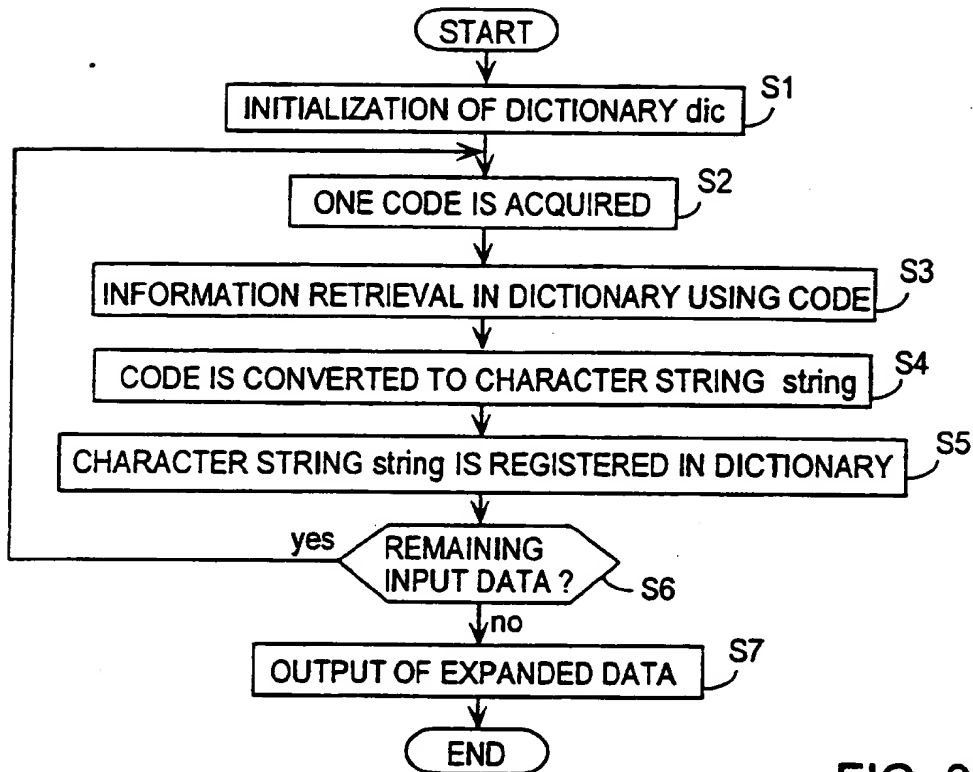 START
INITIALIZATION OF DICTIONARY dic
S1
ONE CODE IS ACQUIRED
S2
INFORMATION RETRIEVAL IN DICTIONARY USING CODE
S3
CODE IS CONVERTED TO CHARACTER STRING string
S4
CHARACTER STRING string IS REGISTERED IN DICTIONARY
S5
yes
REMAINING
INPUT DATA ?
S6
no
OUTPUT OF EXPANDED DATA
S7
END